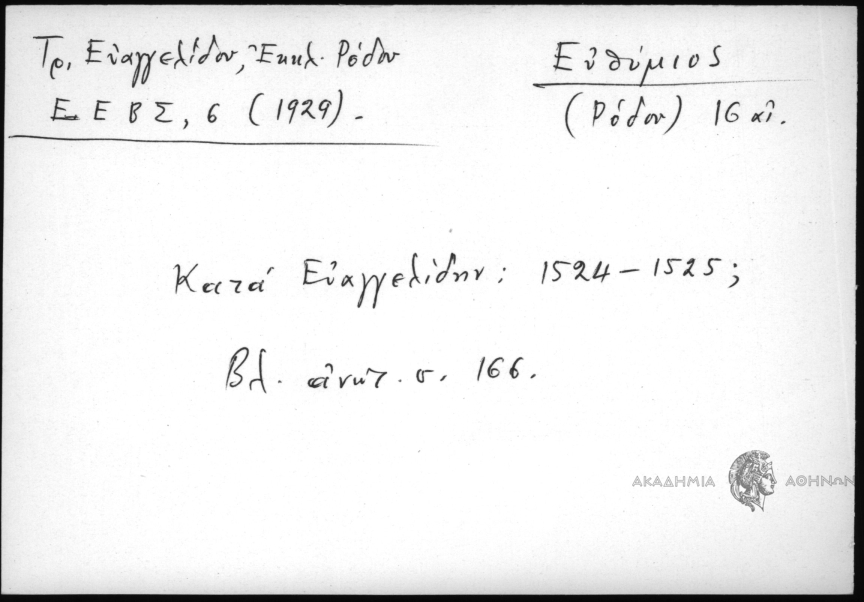 Τρ. Εὐαγγελίδου, Ἐκκλ. Ρόδου
Ε Ε Β Σ, 6 (1929).
Εὐθύμιος
(Ρόδου) 16 αἰ.
Κατά Εὐαγγελίδην: 1524 – 1525;
Βλ. ἀνωτ. σ. 166.
ΑΚΑΔΗΜΙΑ ΑΘΗΝΩΝ